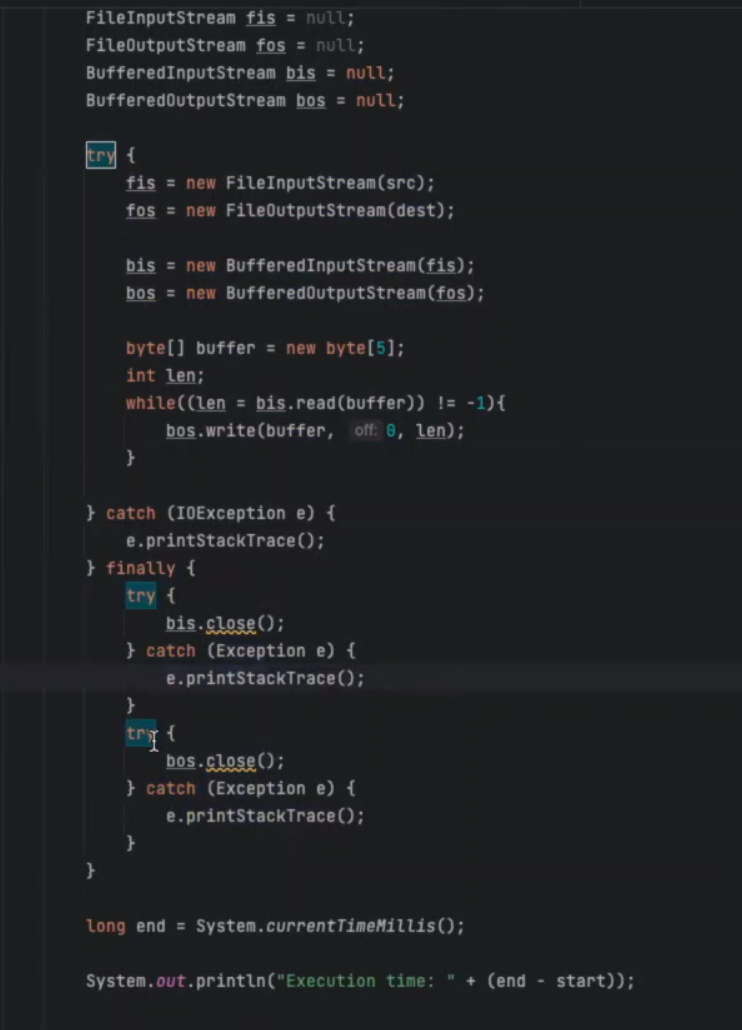 FileInputStream fis = null;
FileOutputStream fos = null;
BufferedInputStream bis = null;
BufferedOutputStream bos = null;
try {
fis = new FileInputStream(src);
fos = new FileOutputStream(dest);
bis = new BufferedInputStream(fis);
bos = new BufferedOutputStream(fos);
byte[] buffer = new byte[5];
int len;
while((len = bis.read(buffer)) != -1){
bos.write(buffer, off: 0, len);
}
} catch (IOException e) {
e.printStackTrace();
} finally {
try {
bis.close();
} catch (Exception e) {
e.printStackTrace();
}
try {
bos.close();
} catch (Exception e) {
e.printStackTrace();
}
}
long end = System.currentTimeMillis();
System.out.println("Execution time: " + (end - start));